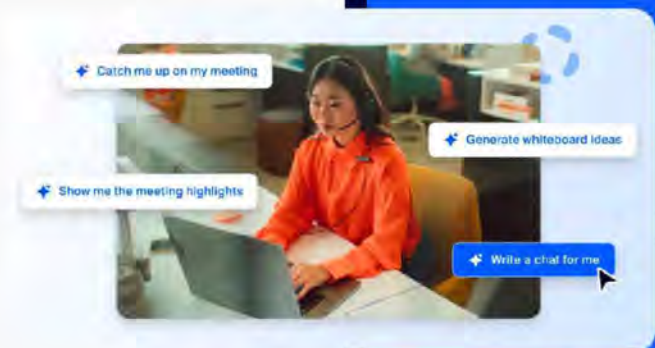 Catch me up on my meeting
Generate whiteboard ideas
Show me the meeting highlights
Write a chat for me